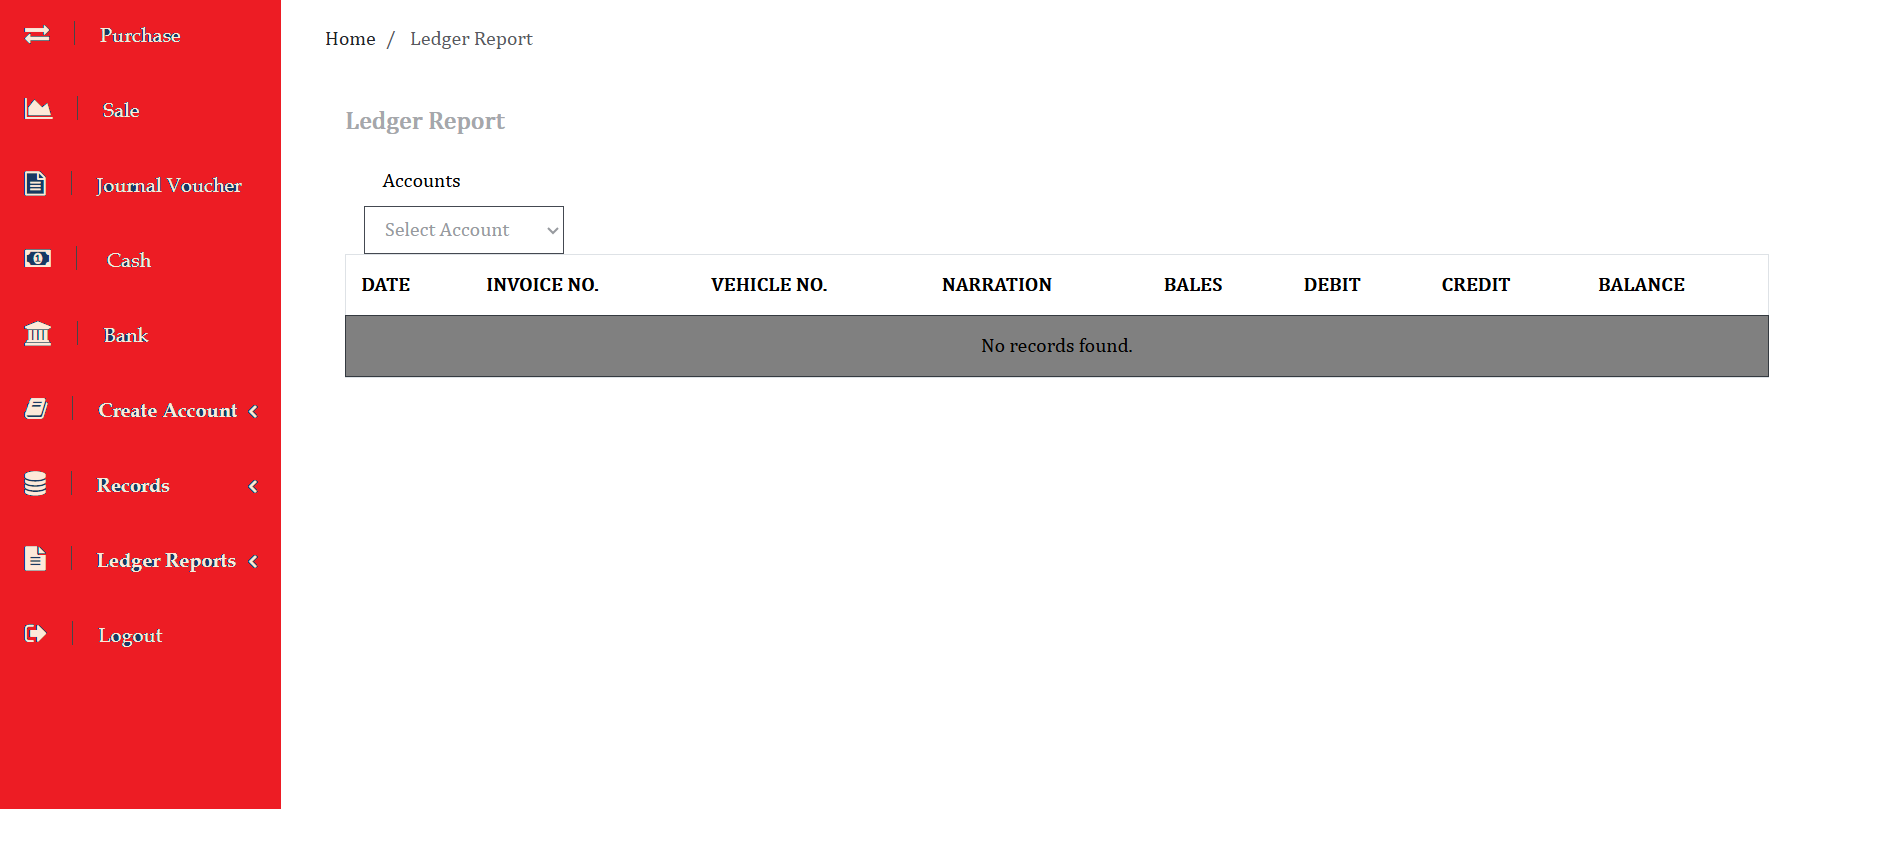 Purchase
Sale
Journal Voucher
Cash
Bank
Create Account
Records
Ledger Reports
Logout
Home / Ledger Report
Ledger Report
Accounts
Select Account
DATE INVOICE NO. VEHICLE NO. NARRATION BALES DEBIT CREDIT BALANCE
No records found.